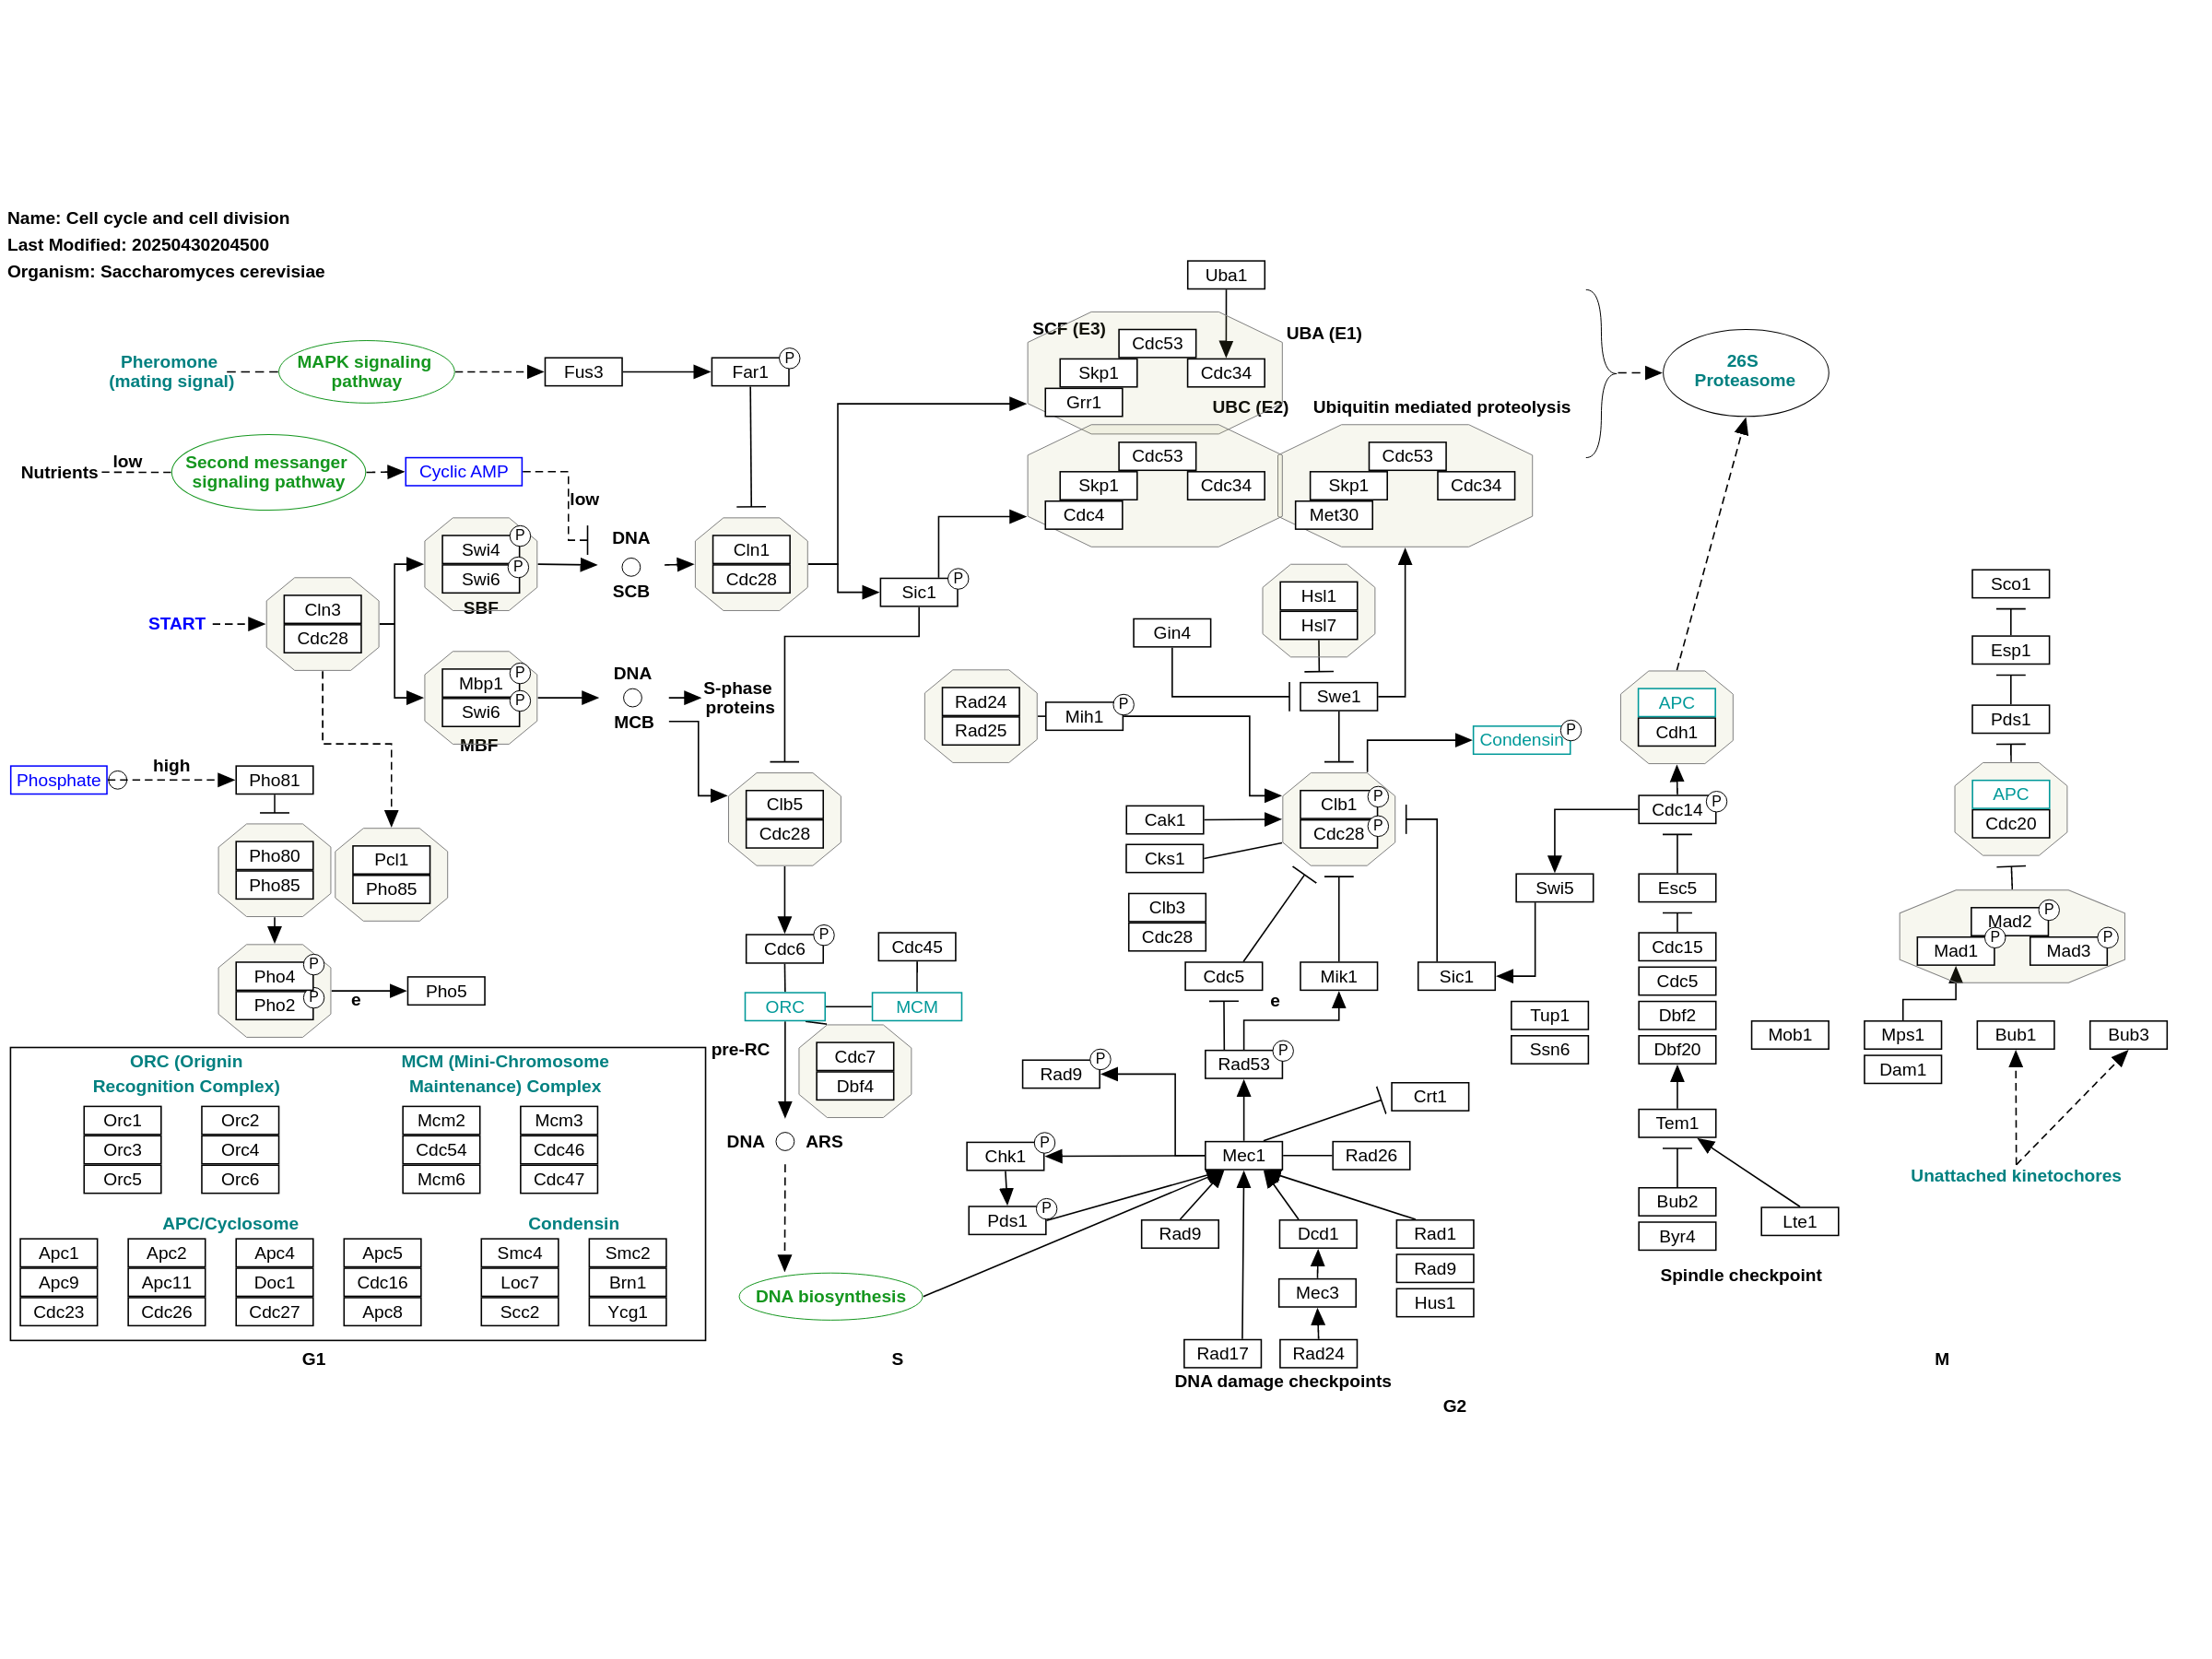 Name: Cell cycle and cell division
Last Modified: 20250430204500
Organism: Saccharomyces cerevisiae
Pheromone
(mating signal)
MAPK signaling
pathway
Fus3
Far1
P
Nutrients
low
Second messanger
signaling pathway
Cyclic AMP
low
START
Cln3
Cdc28
Swi4
P
Swi6
P
SBF
DNA
SCB
Mbp1
P
Swi6
P
MBF
DNA
MCB
S-phase
proteins
Cln1
Cdc28
Sic1
P
Phosphate
high
Pho81
Pho80
Pho85
Pcl1
Pho85
Pho4
P
Pho2
P
e
Pho5
Uba1
SCF (E3)
UBA (E1)
Cdc53
Skp1
Cdc34
Grr1
UBC (E2)
Ubiquitin mediated proteolysis
Cdc53
Skp1
Cdc34
Cdc4
Cdc53
Skp1
Cdc34
Met30
26S
Proteasome
Hsl1
Hsl7
Gin4
Swe1
Rad24
Rad25
Mih1
P
Condensin
P
Clb5
Cdc28
Cak1
Cks1
Clb1
P
Cdc28
P
Clb3
Cdc28
Cdc5
Mik1
Sic1
Swi5
Tup1
Ssn6
e
Cdc6
P
Cdc45
ORC
MCM
pre-RC
Cdc7
Dbf4
DNA
ARS
DNA biosynthesis
Rad53
P
Rad9
P
Crt1
Chk1
P
Mec1
Rad26
Pds1
P
Rad9
Dcd1
Rad1
Rad9
Hus1
Mec3
Rad17
Rad24
DNA damage checkpoints
APC
Cdh1
Cdc14
P
Esc5
Cdc15
Cdc5
Dbf2
Dbf20
Mob1
Tem1
Bub2
Byr4
Lte1
Spindle checkpoint
Sco1
Esp1
Pds1
APC
Cdc20
Mad2
P
Mad1
P
Mad3
P
Mps1
Dam1
Bub1
Bub3
Unattached kinetochores
ORC (Orignin
Recognition Complex)
Orc1
Orc2
Orc3
Orc4
Orc5
Orc6
MCM (Mini-Chromosome
Maintenance) Complex
Mcm2
Mcm3
Cdc54
Cdc46
Mcm6
Cdc47
APC/Cyclosome
Apc1
Apc2
Apc4
Apc5
Apc9
Apc11
Doc1
Cdc16
Cdc23
Cdc26
Cdc27
Apc8
Condensin
Smc4
Smc2
Loc7
Brn1
Scc2
Ycg1
G1
S
G2
M